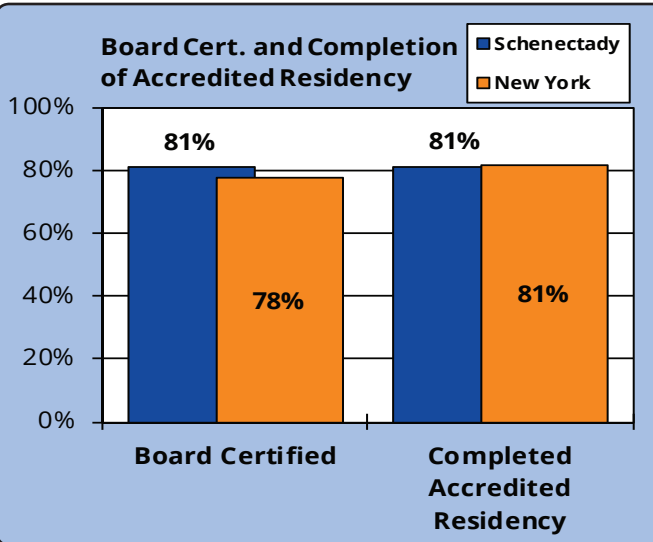 Board Cert. and Completion
of Accredited Residency
Schenectady
New York
100%
80%
60%
40%
20%
0%
81%
78%
81%
81%
Board Certified
Completed
Accredited
Residency